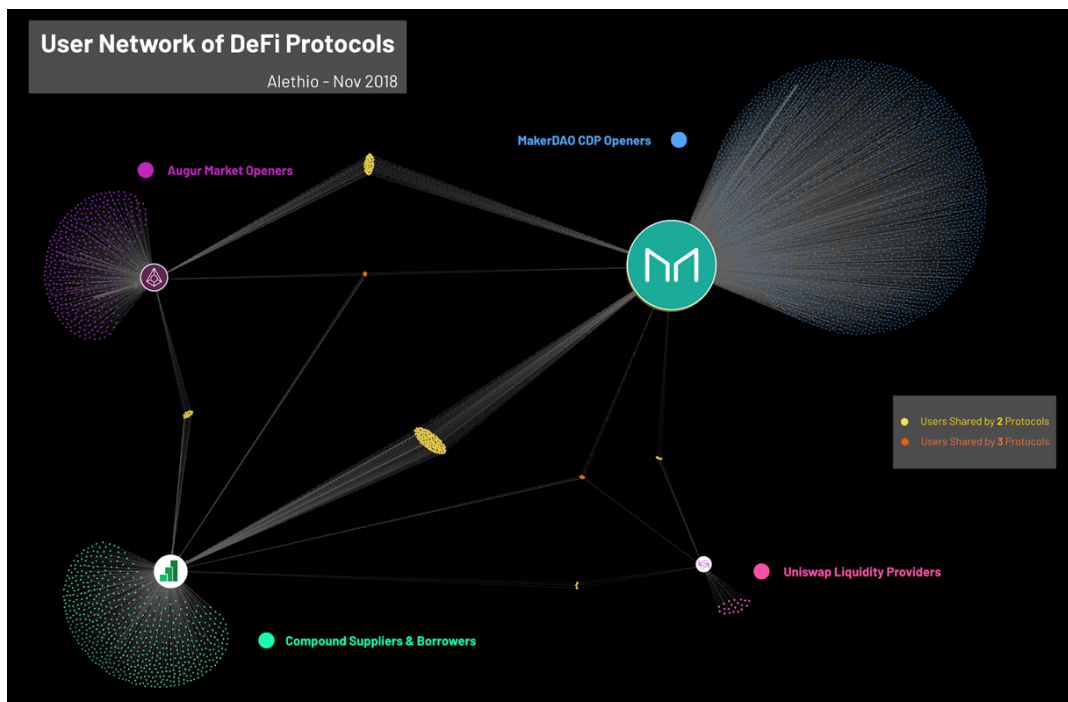 User Network of DeFi Protocols
Alethio - Nov 2018
MakerDAO CDP Openers
Augur Market Openers
Users Shared by 2 Protocols
Users Shared by 3 Protocols
Uniswap Liquidity Providers
Compound Suppliers & Borrowers